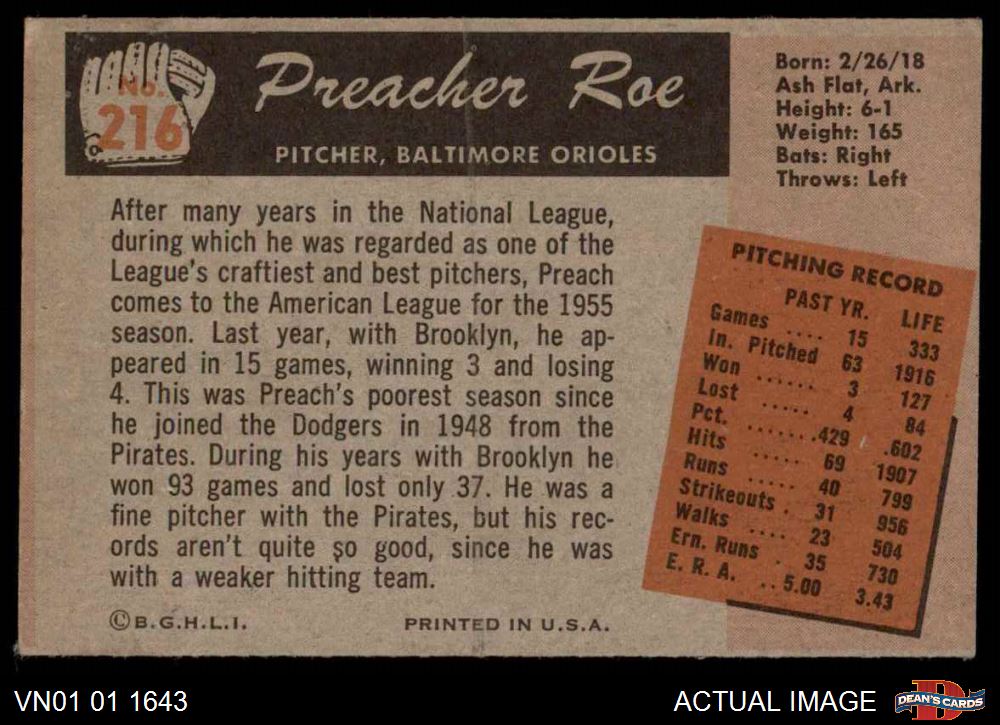 No.
216
Preacher Roe
PITCHER, BALTIMORE ORIOLES
Born: 2/26/18
Ash Flat, Ark.
Height: 6-1
Weight: 165
Bats: Right
Throws: Left
After many years in the National League,
during which he was regarded as one of the
League's craftiest and best pitchers, Preach
comes to the American League for the 1955
season. Last year, with Brooklyn, he ap-
peared in 15 games, winning 3 and losing
4. This was Preach's poorest season since
he joined the Dodgers in 1948 from the
Pirates. During his years with Brooklyn he
won 93 games and lost only 37. He was a
fine pitcher with the Pirates, but his rec-
ords aren't quite so good, since he was
with a weaker hitting team.
©B.G.H.L.I.
PRINTED IN U.S.A.
PITCHING RECORD
PAST YR. LIFE
Games .... 15 333
In. Pitched 63 1916
Won ...... 3 127
Lost ..... 4 84
Pct. .......429 .602
Hits ..... 69 1907
Runs ..... 40 799
Strikeouts . 31 956
Walks .... 23 504
Ern. Runs . 35 730
E. R. A. ..5.00 3.43
VN01 01 1643
ACTUAL IMAGE
D
DEAN'S CARDS